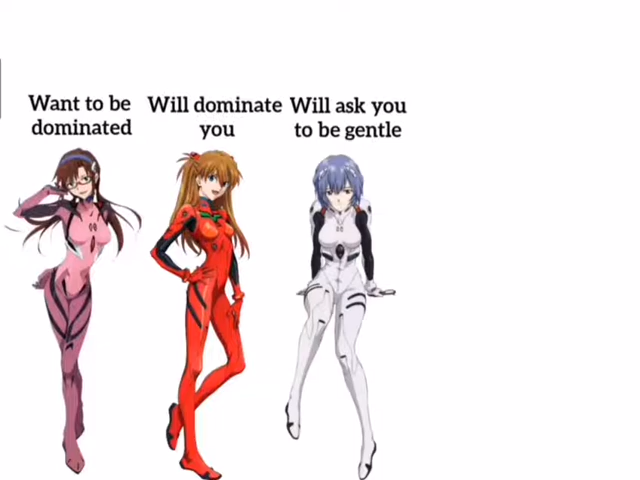 Want to be
dominated
Will dominate
you
Will ask you
to be gentle